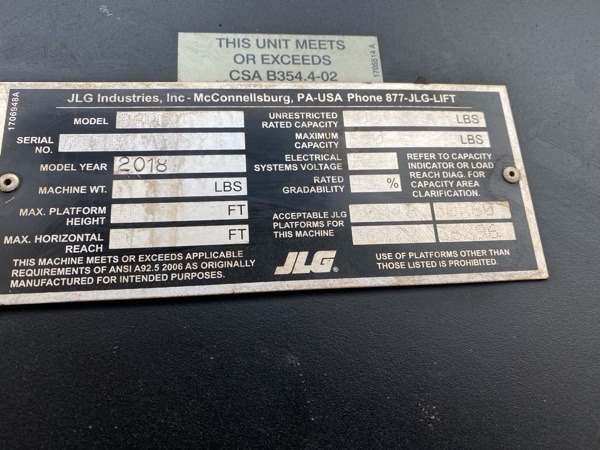 THIS UNIT MEETS
OR EXCEEDS
CSA B354.4-02
1705514 A
1706948A
JLG Industries, Inc - McConnellsburg, PA-USA Phone 877-JLG-LIFT
MODEL
SERIAL
NO.
MODEL YEAR 2018
MACHINE WT. LBS
MAX. PLATFORM
HEIGHT FT
MAX. HORIZONTAL
REACH FT
THIS MACHINE MEETS OR EXCEEDS APPLICABLE
REQUIREMENTS OF ANSI A92.5 2006 AS ORIGINALLY
MANUFACTURED FOR INTENDED PURPOSES.
UNRESTRICTED
RATED CAPACITY LBS
MAXIMUM
CAPACITY LBS
ELECTRICAL
SYSTEMS VOLTAGE
RATED
GRADABILITY %
REFER TO CAPACITY
INDICATOR OR LOAD
REACH DIAG. FOR
CAPACITY AREA
CLARIFICATION.
ACCEPTABLE JLG
PLATFORMS FOR
THIS MACHINE
JLG®
USE OF PLATFORMS OTHER THAN
THOSE LISTED IS PROHIBITED.